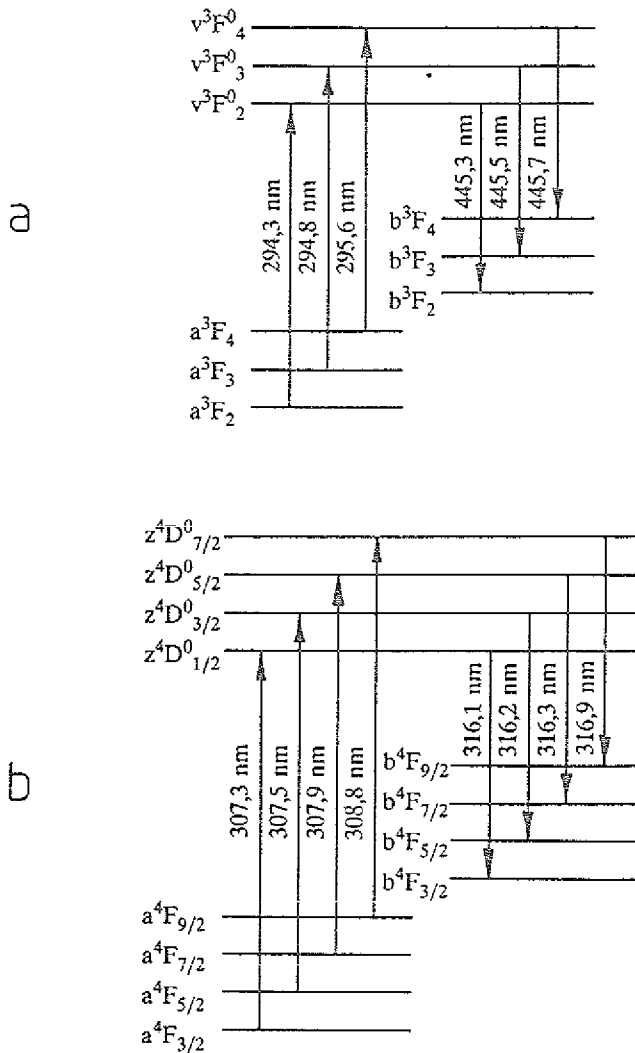 v³F⁰₄
v³F⁰₃
v³F⁰₂
294,3 nm
294,8 nm
295,6 nm
445,3 nm
445,5 nm
445,7 nm
a
b³F₄
b³F₃
b³F₂
a³F₄
a³F₃
a³F₂
z⁴D⁰₇/₂
z⁴D⁰₅/₂
z⁴D⁰₃/₂
z⁴D⁰₁/₂
307,3 nm
307,5 nm
307,9 nm
308,8 nm
316,1 nm
316,2 nm
316,3 nm
316,9 nm
b
b⁴F₉/₂
b⁴F₇/₂
b⁴F₅/₂
b⁴F₃/₂
a⁴F₉/₂
a⁴F₇/₂
a⁴F₅/₂
a⁴F₃/₂